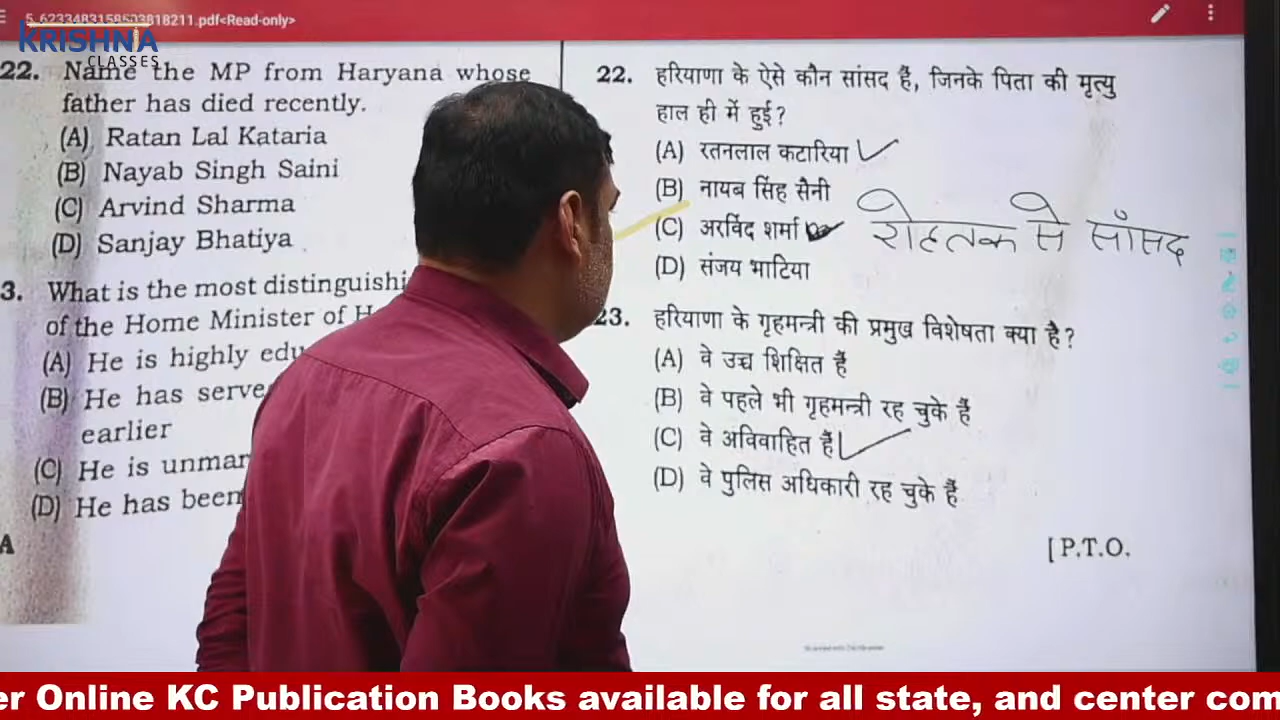 5_6233483158503818211.pdf<Read-only>
KRISHNA
CLASSES
22. Name the MP from Haryana whose
father has died recently.
(A) Ratan Lal Kataria
(B) Nayab Singh Saini
(C) Arvind Sharma
(D) Sanjay Bhatiya
3. What is the most distinguishi
of the Home Minister of H
(A) He is highly edu
(B) He has serve
earlier
(C) He is unmar
(D) He has been
A
22. हरियाणा के ऐसे कौन सांसद हैं, जिनके पिता की मृत्यु
हाल ही में हुई?
(A) रतनलाल कटारिया
(B) नायब सिंह सैनी
(C) अरविंद शर्मा
रोहतक से सांसद
(D) संजय भाटिया
23. हरियाणा के गृहमन्त्री की प्रमुख विशेषता क्या है?
(A) वे उच्च शिक्षित हैं
(B) वे पहले भी गृहमन्त्री रह चुके हैं
(C) वे अविवाहित हैं
(D) वे पुलिस अधिकारी रह चुके हैं
[ P.T.O.
er Online KC Publication Books available for all state, and center com